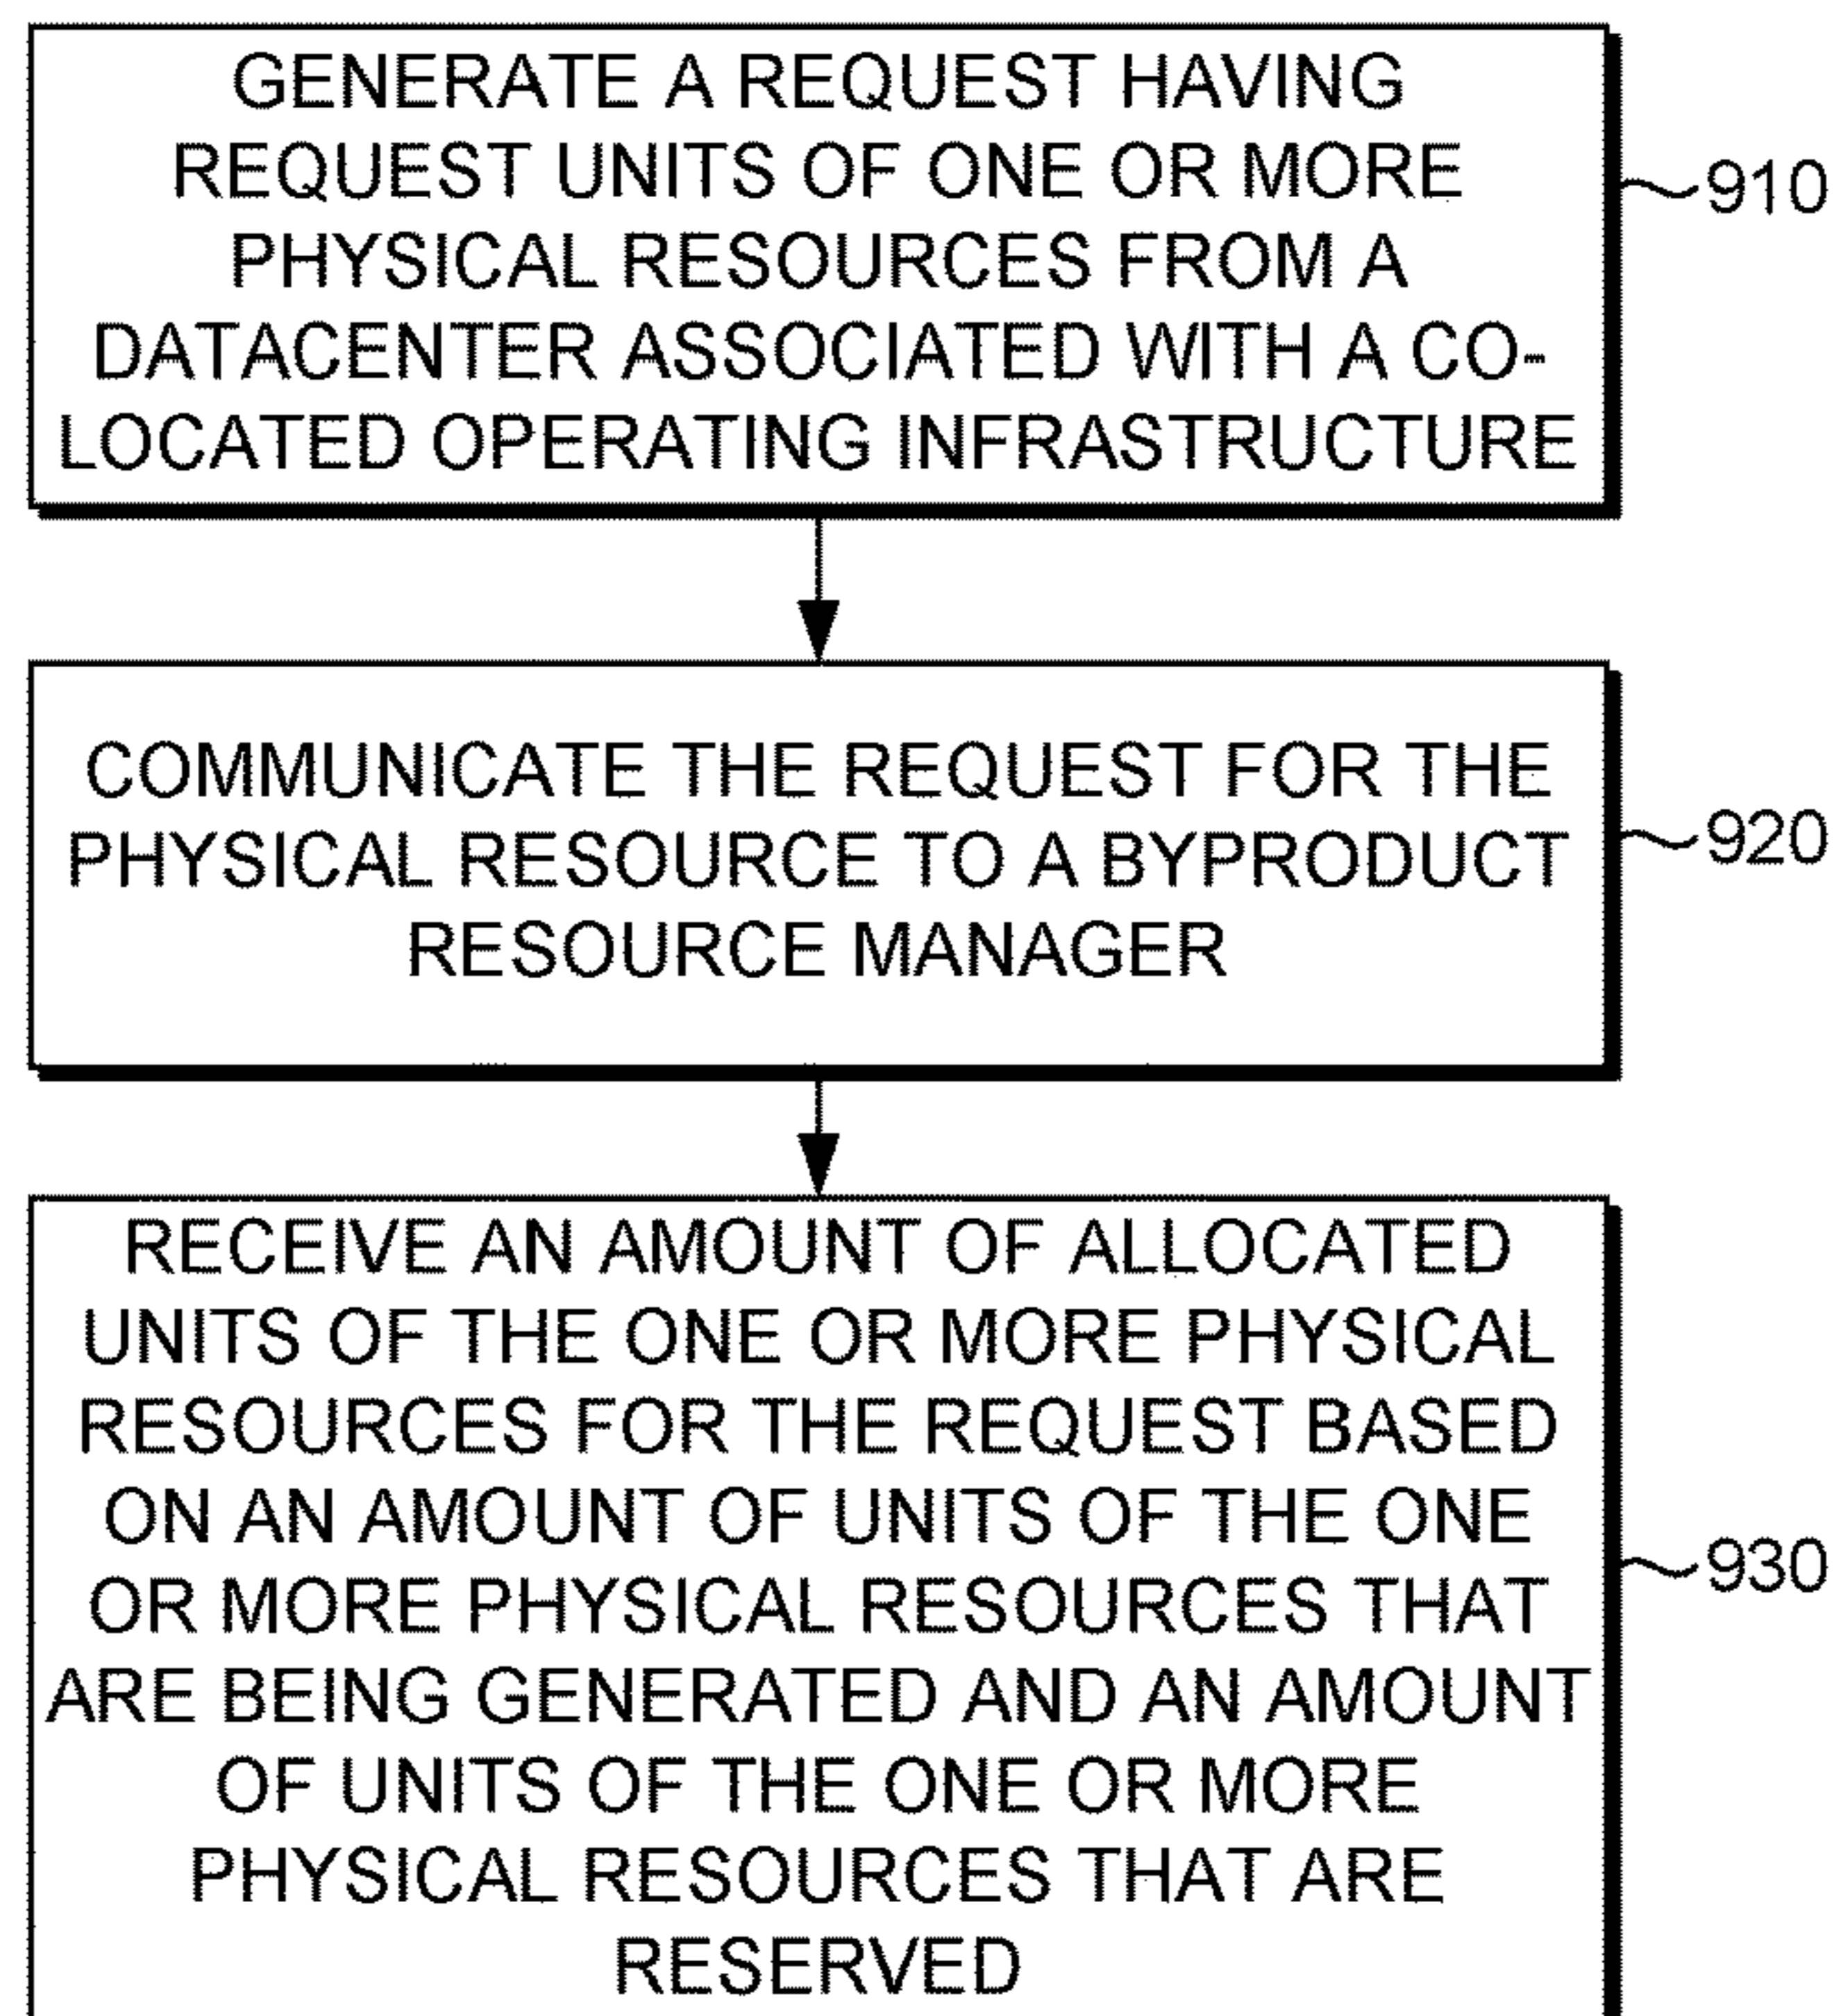 GENERATE A REQUEST HAVING
REQUEST UNITS OF ONE OR MORE
PHYSICAL RESOURCES FROM A
DATACENTER ASSOCIATED WITH A CO-
LOCATED OPERATING INFRASTRUCTURE
910
COMMUNICATE THE REQUEST FOR THE
PHYSICAL RESOURCE TO A BYPRODUCT
RESOURCE MANAGER
920
RECEIVE AN AMOUNT OF ALLOCATED
UNITS OF THE ONE OR MORE PHYSICAL
RESOURCES FOR THE REQUEST BASED
ON AN AMOUNT OF UNITS OF THE ONE
OR MORE PHYSICAL RESOURCES THAT
ARE BEING GENERATED AND AN AMOUNT
OF UNITS OF THE ONE OR MORE
PHYSICAL RESOURCES THAT ARE
RESERVED
930